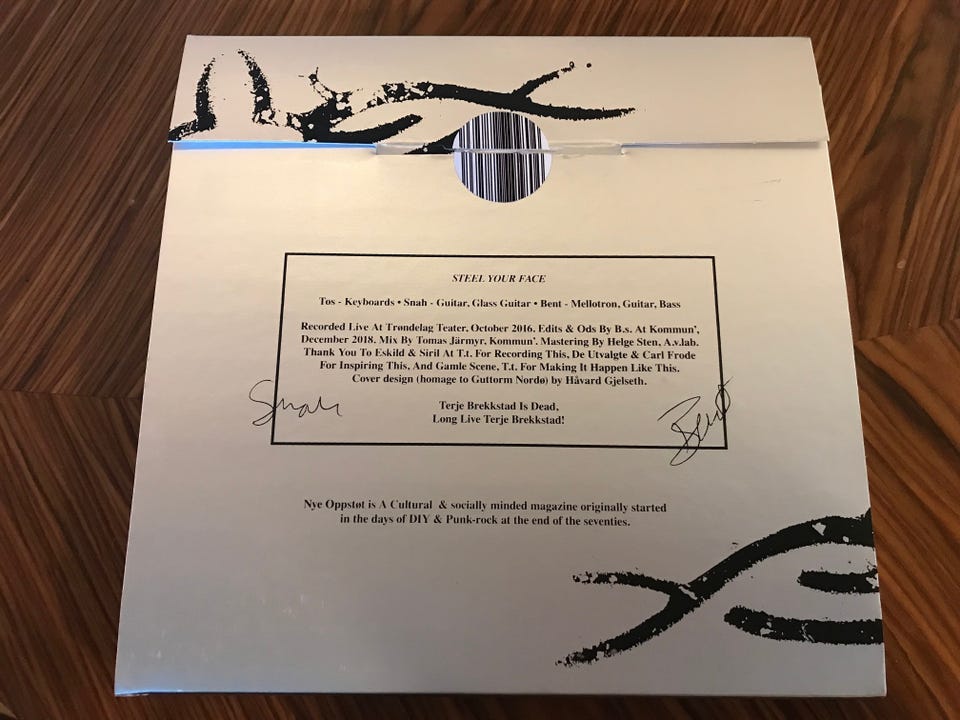 STEEL YOUR FACE
Tos - Keyboards • Snah - Guitar, Glass Guitar • Bent - Mellotron, Guitar, Bass
Recorded Live At Trøndelag Teater, October 2016. Edits & Ods By B.s. At Kommun',
December 2018. Mix By Tomas Järmyr, Kommun'. Mastering By Helge Sten, A.v.lab.
Thank You To Eskild & Siril At T.t. For Recording This, De Utvalgte & Carl Frode
For Inspiring This, And Gamle Scene, T.t. For Making It Happen Like This.
Cover design (homage to Guttorm Nordø) by Håvard Gjelseth.
Snah
Terje Brekkstad Is Dead,
Long Live Terje Brekkstad!
Bent
Nye Oppstøt is A Cultural & socially minded magazine originally started
in the days of DIY & Punk-rock at the end of the seventies.